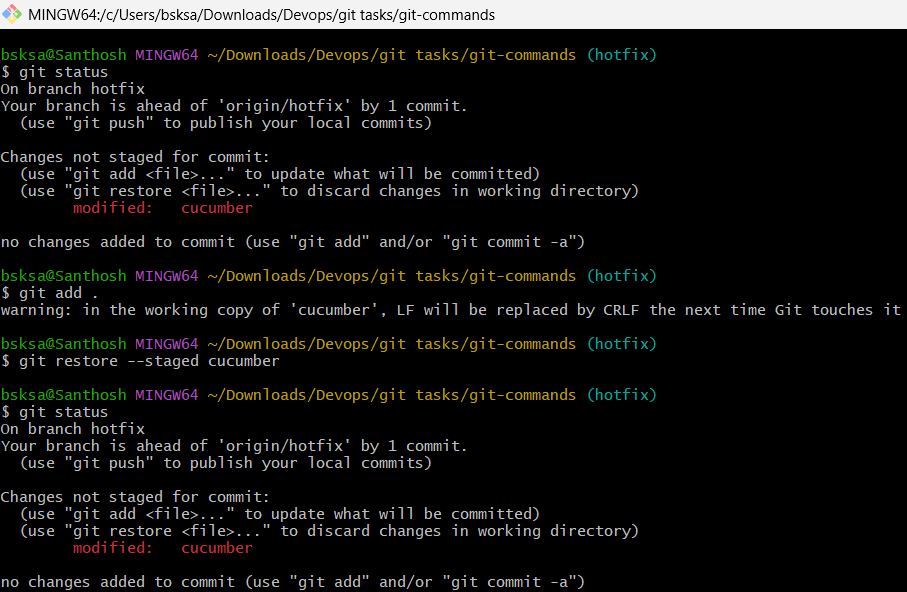 MINGW64:/c/Users/bsksa/Downloads/Devops/git tasks/git-commands
bsksa@Santhosh MINGW64 ~/Downloads/Devops/git tasks/git-commands (hotfix)
$ git status
On branch hotfix
Your branch is ahead of 'origin/hotfix' by 1 commit.
  (use "git push" to publish your local commits)

Changes not staged for commit:
  (use "git add <file>..." to update what will be committed)
  (use "git restore <file>..." to discard changes in working directory)
        modified:   cucumber

no changes added to commit (use "git add" and/or "git commit -a")

bsksa@Santhosh MINGW64 ~/Downloads/Devops/git tasks/git-commands (hotfix)
$ git add .
warning: in the working copy of 'cucumber', LF will be replaced by CRLF the next time Git touches it

bsksa@Santhosh MINGW64 ~/Downloads/Devops/git tasks/git-commands (hotfix)
$ git restore --staged cucumber

bsksa@Santhosh MINGW64 ~/Downloads/Devops/git tasks/git-commands (hotfix)
$ git status
On branch hotfix
Your branch is ahead of 'origin/hotfix' by 1 commit.
  (use "git push" to publish your local commits)

Changes not staged for commit:
  (use "git add <file>..." to update what will be committed)
  (use "git restore <file>..." to discard changes in working directory)
        modified:   cucumber

no changes added to commit (use "git add" and/or "git commit -a")